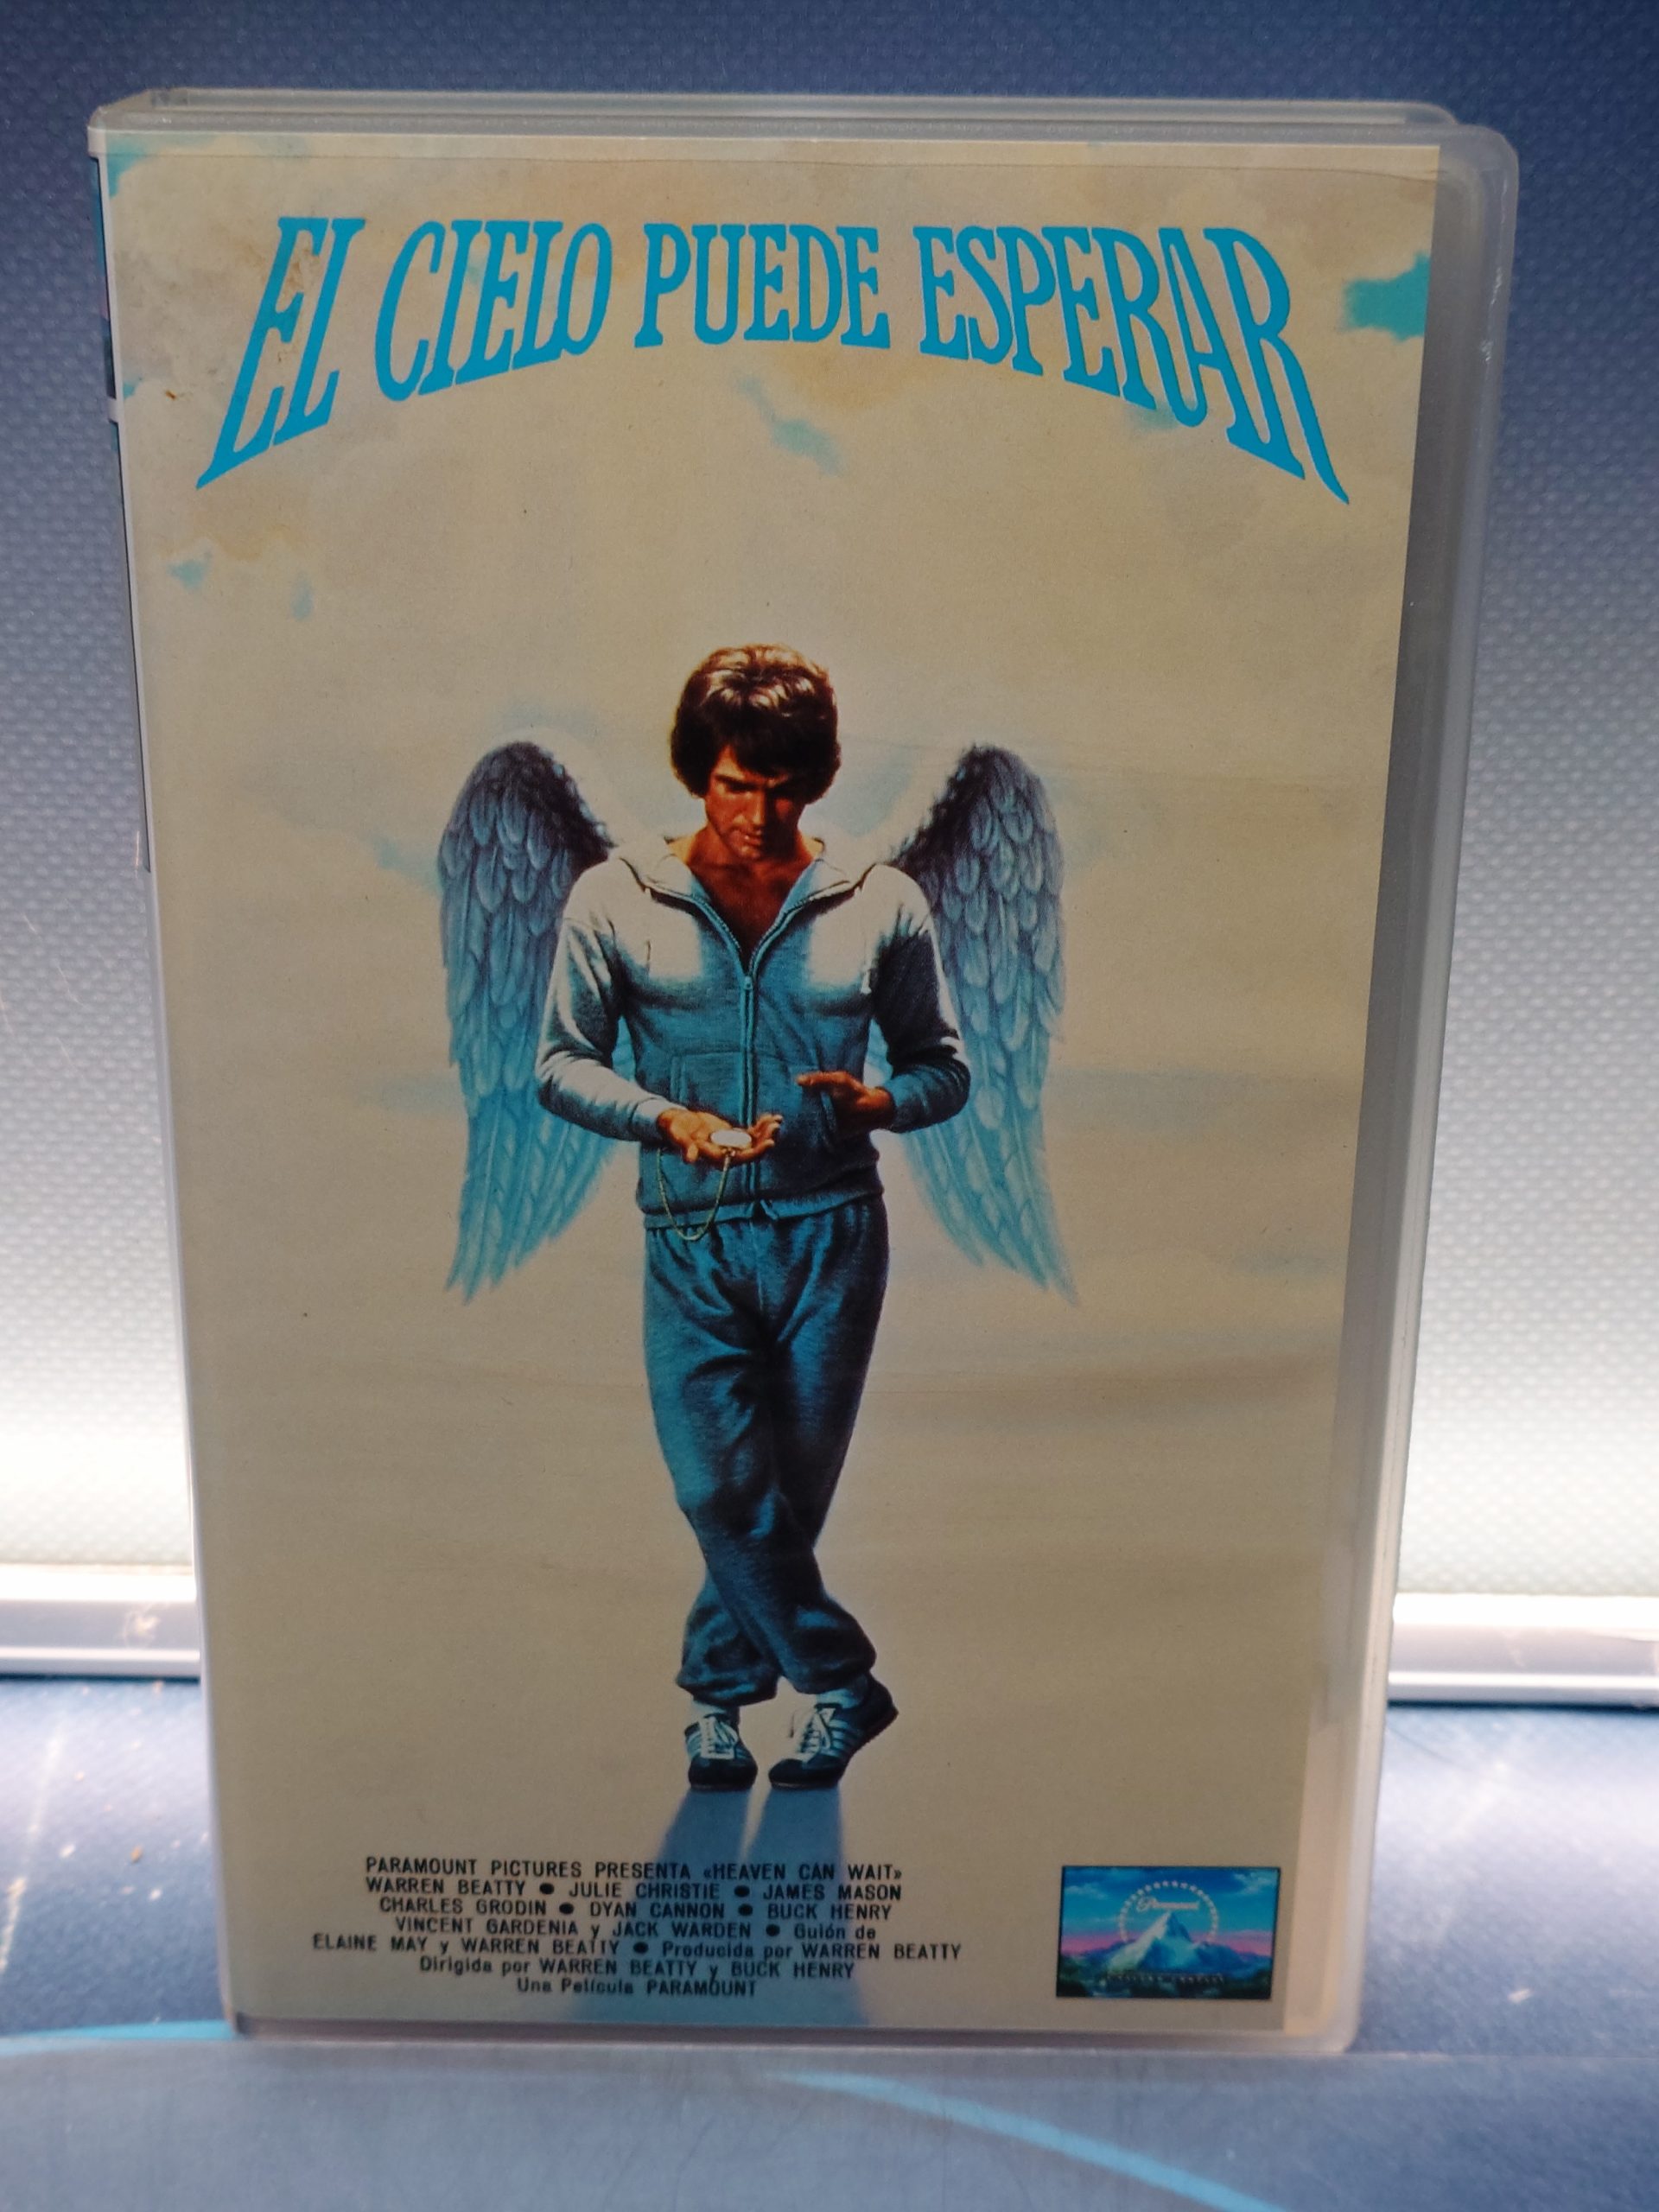 EL CIELO PUEDE ESPERAR
PARAMOUNT PICTURES PRESENTA «HEAVEN CAN WAIT»
WARREN BEATTY ● JULIE CHRISTIE ● JAMES MASON
CHARLES GRODIN ● DYAN CANNON ● BUCK HENRY
VINCENT GARDENIA y JACK WARDEN ● Guión de
ELAINE MAY y WARREN BEATTY ● Producida por WARREN BEATTY
Dirigida por WARREN BEATTY y BUCK HENRY
Una Película PARAMOUNT
Paramount